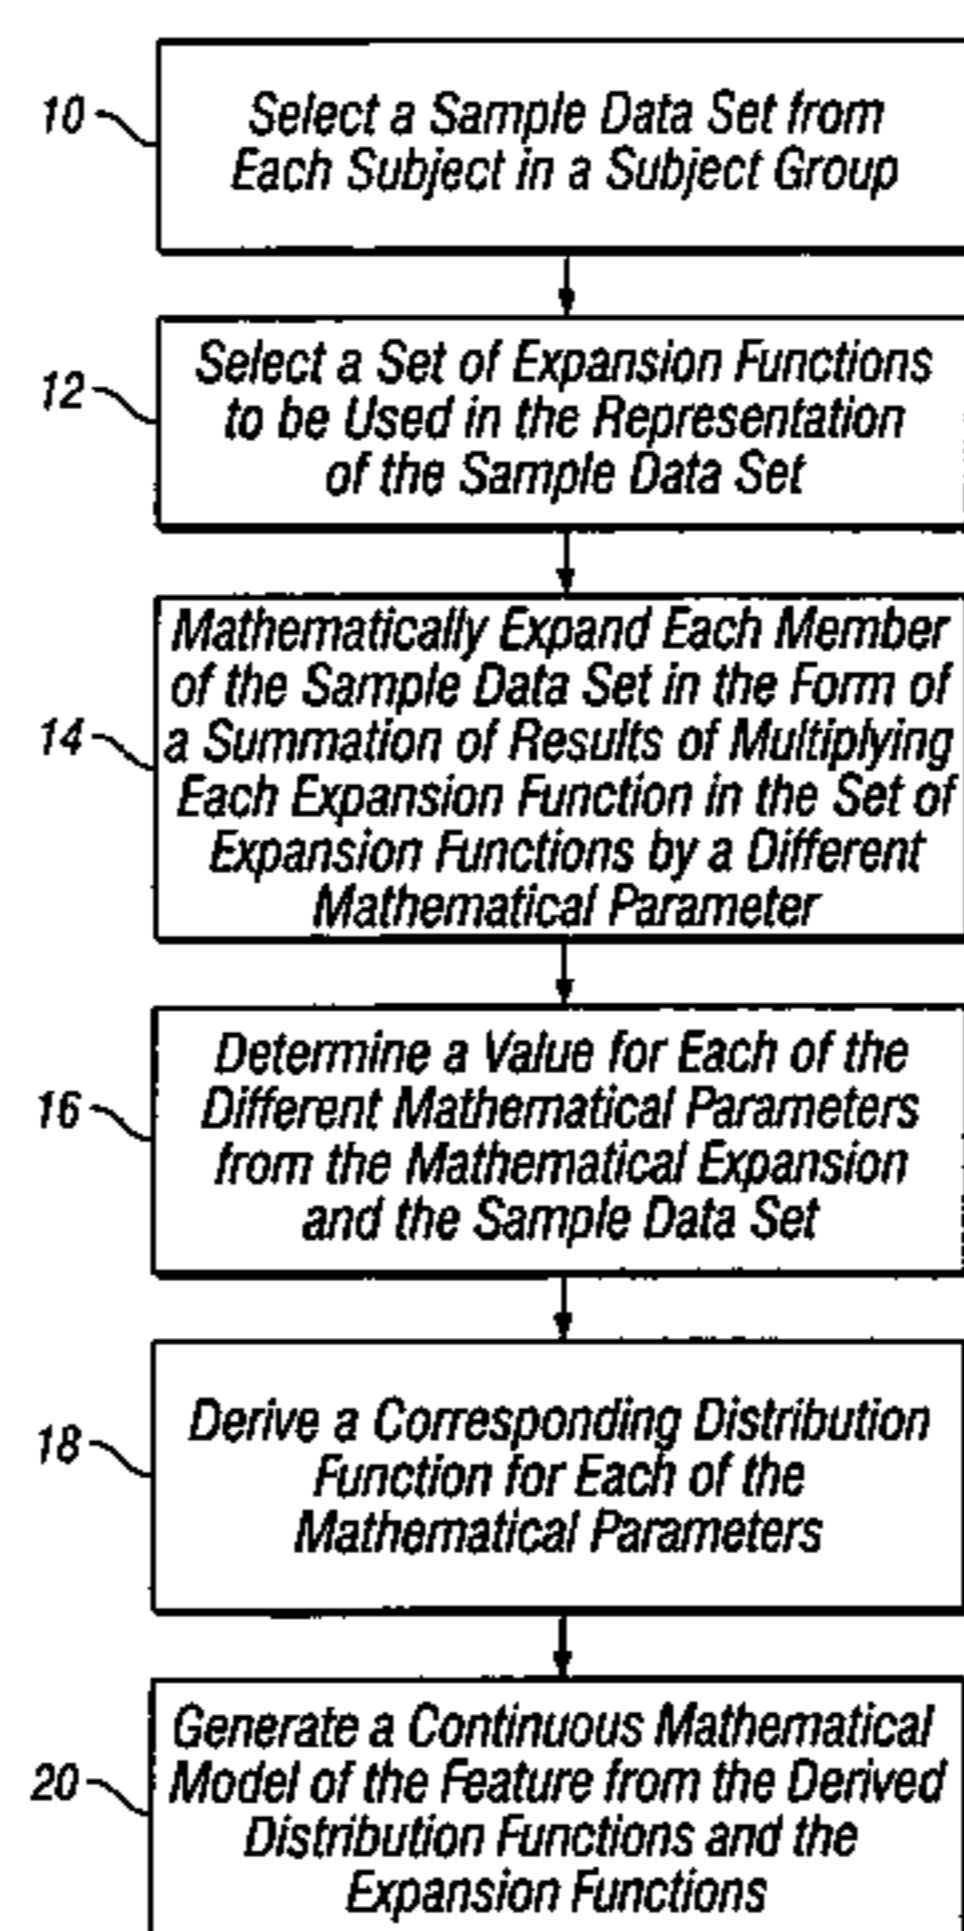 10
Select a Sample Data Set from
Each Subject in a Subject Group
12
Select a Set of Expansion Functions
to be Used in the Representation
of the Sample Data Set
14
Mathematically Expand Each Member
of the Sample Data Set in the Form of
a Summation of Results of Multiplying
Each Expansion Function in the Set of
Expansion Functions by a Different
Mathematical Parameter
16
Determine a Value for Each of the
Different Mathematical Parameters
from the Mathematical Expansion
and the Sample Data Set
18
Derive a Corresponding Distribution
Function for Each of the
Mathematical Parameters
20
Generate a Continuous Mathematical
Model of the Feature from the Derived
Distribution Functions and the
Expansion Functions